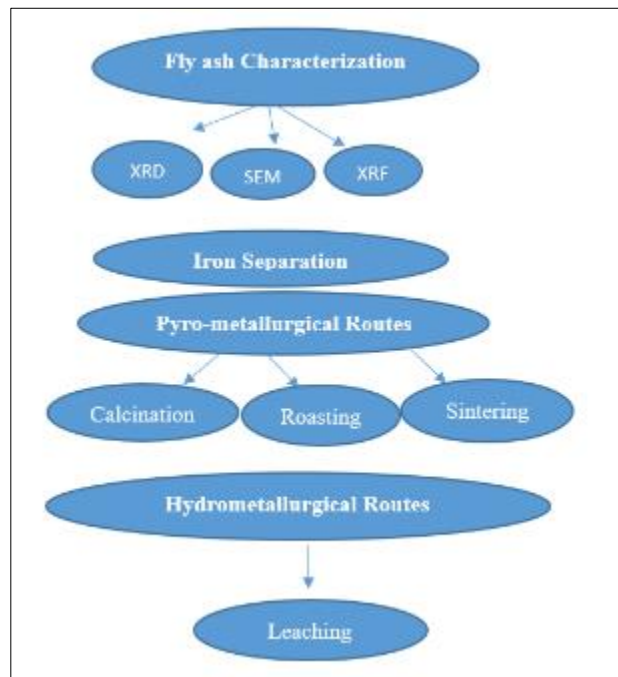 Fly ash Characterization
XRD
SEM
XRF
Iron Separation
Pyro-metallurgical Routes
Calcination
Roasting
Sintering
Hydrometallurgical Routes
Leaching